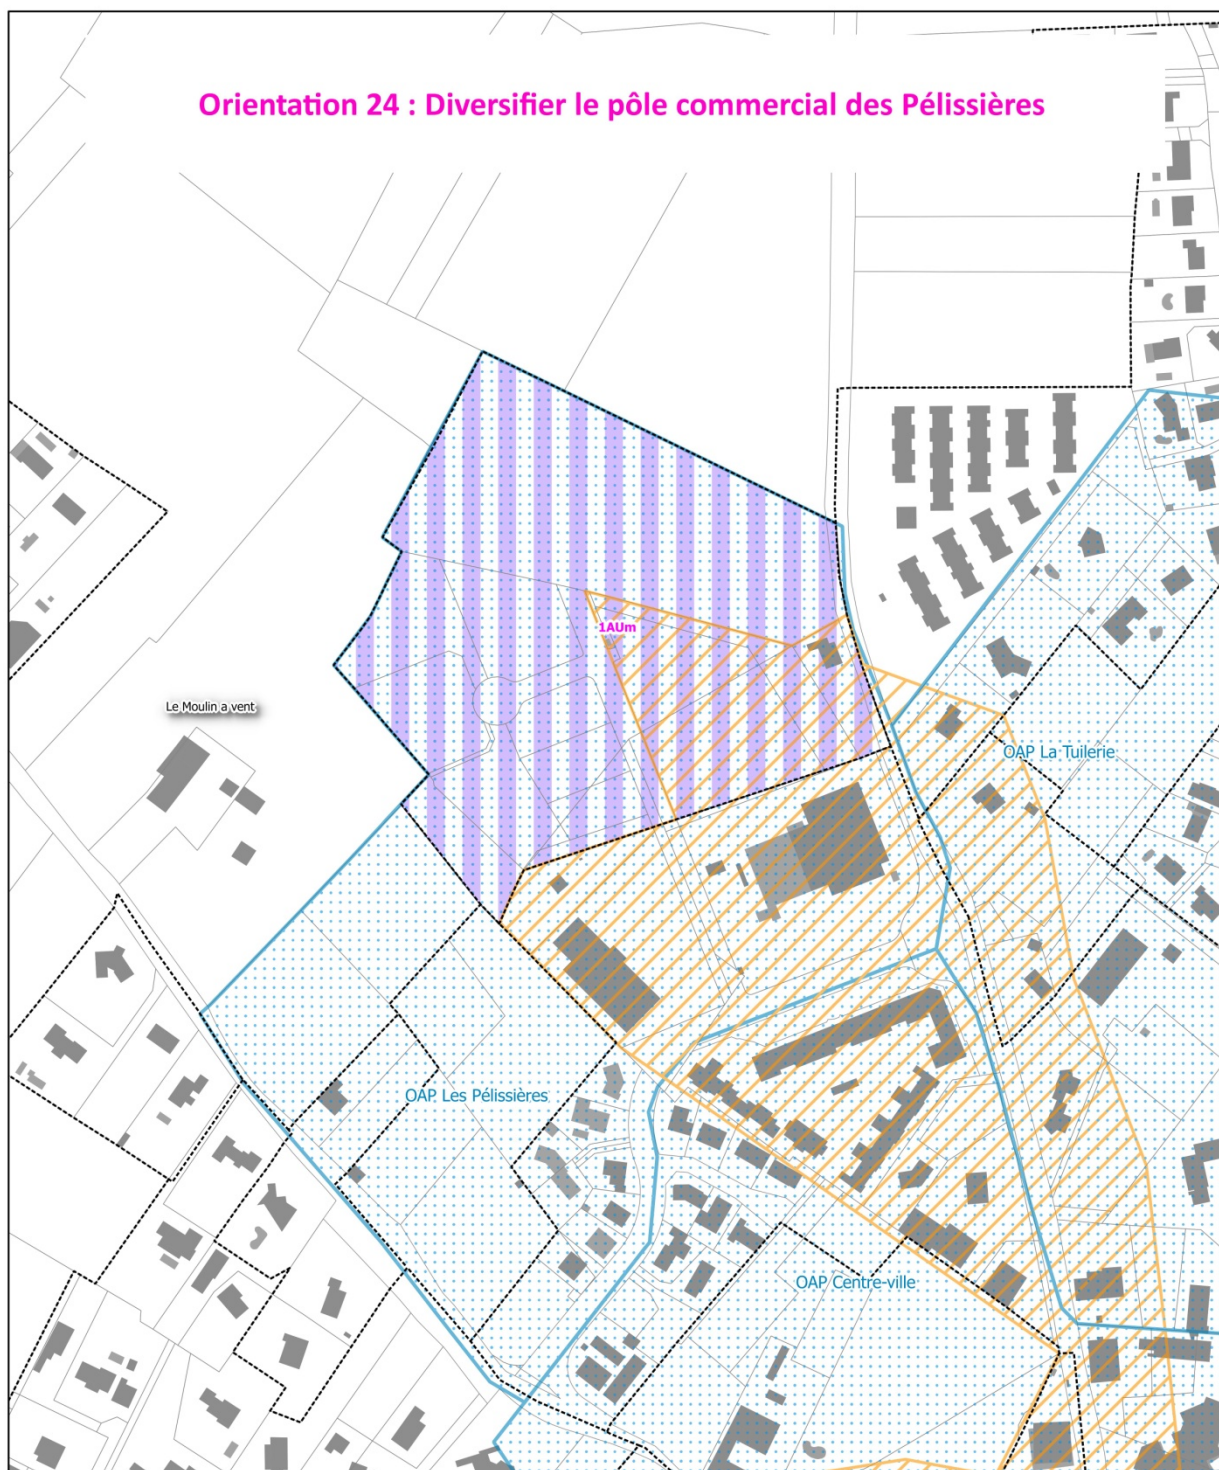 Orientation 24 : Diversifier le pôle commercial des Pélissières
1AUm
Le Moulin a vent
OAP La Tuilerie
OAP Les Pélissières
OAP Centre-ville